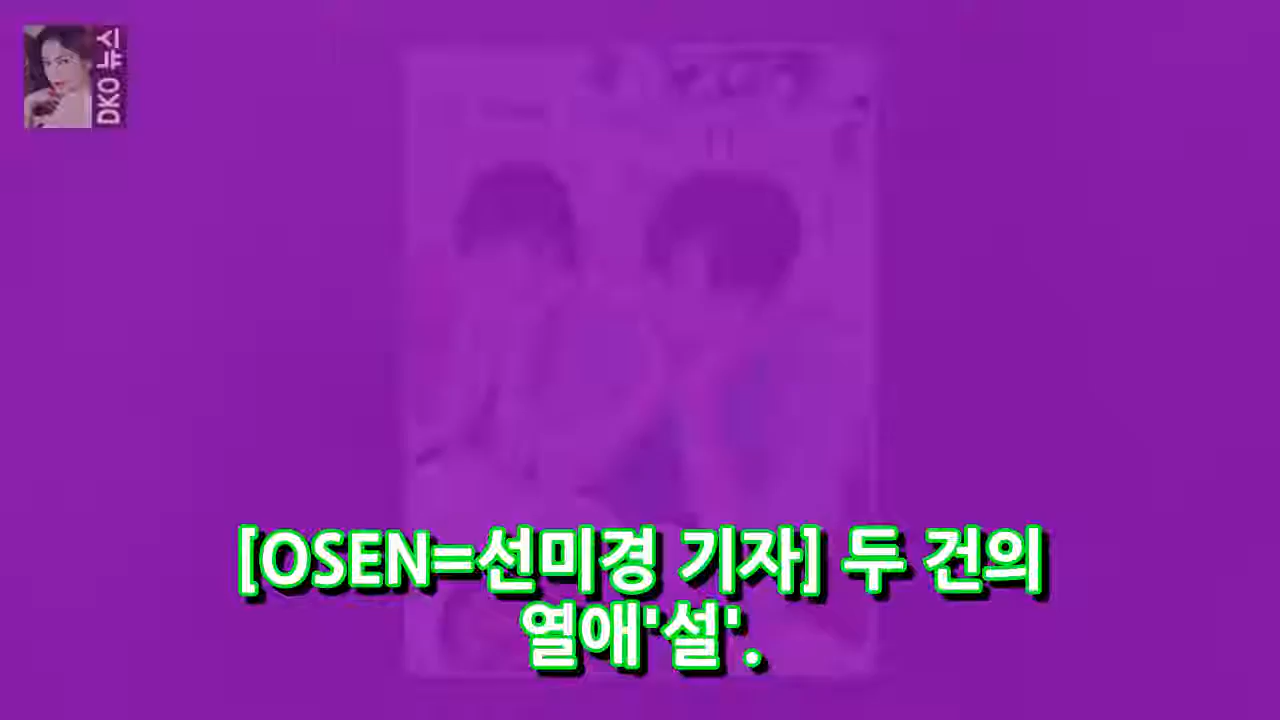 DKO 뉴스
[OSEN=선미경 기자] 두 건의
열애'설'.